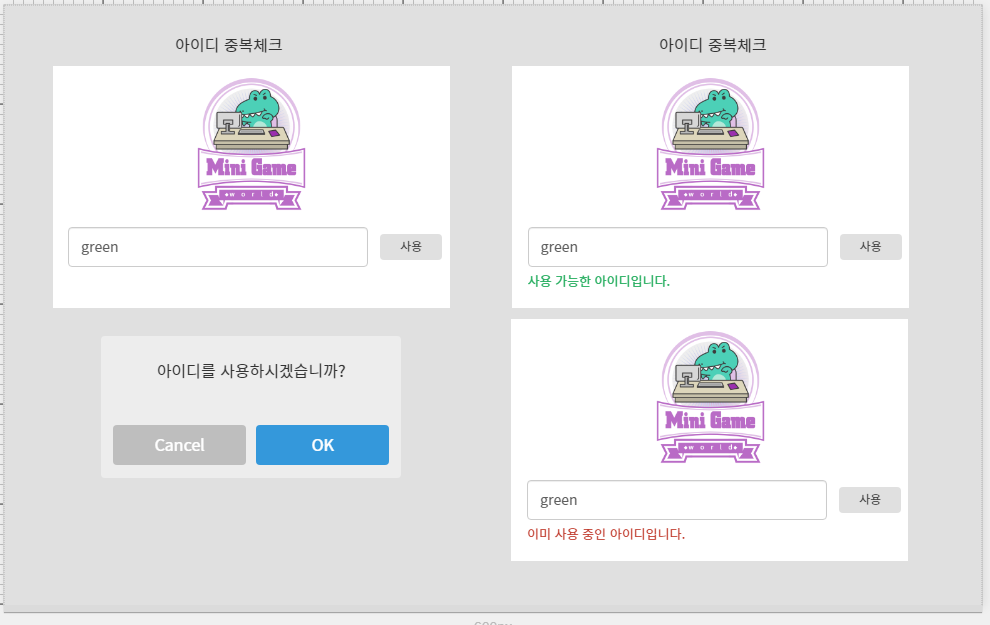 아이디 중복체크
Mini Game
world
green
사용
아이디를 사용하시겠습니까?
Cancel
OK
아이디 중복체크
Mini Game
world
green
사용
사용 가능한 아이디입니다.
Mini Game
world
green
사용
이미 사용 중인 아이디입니다.